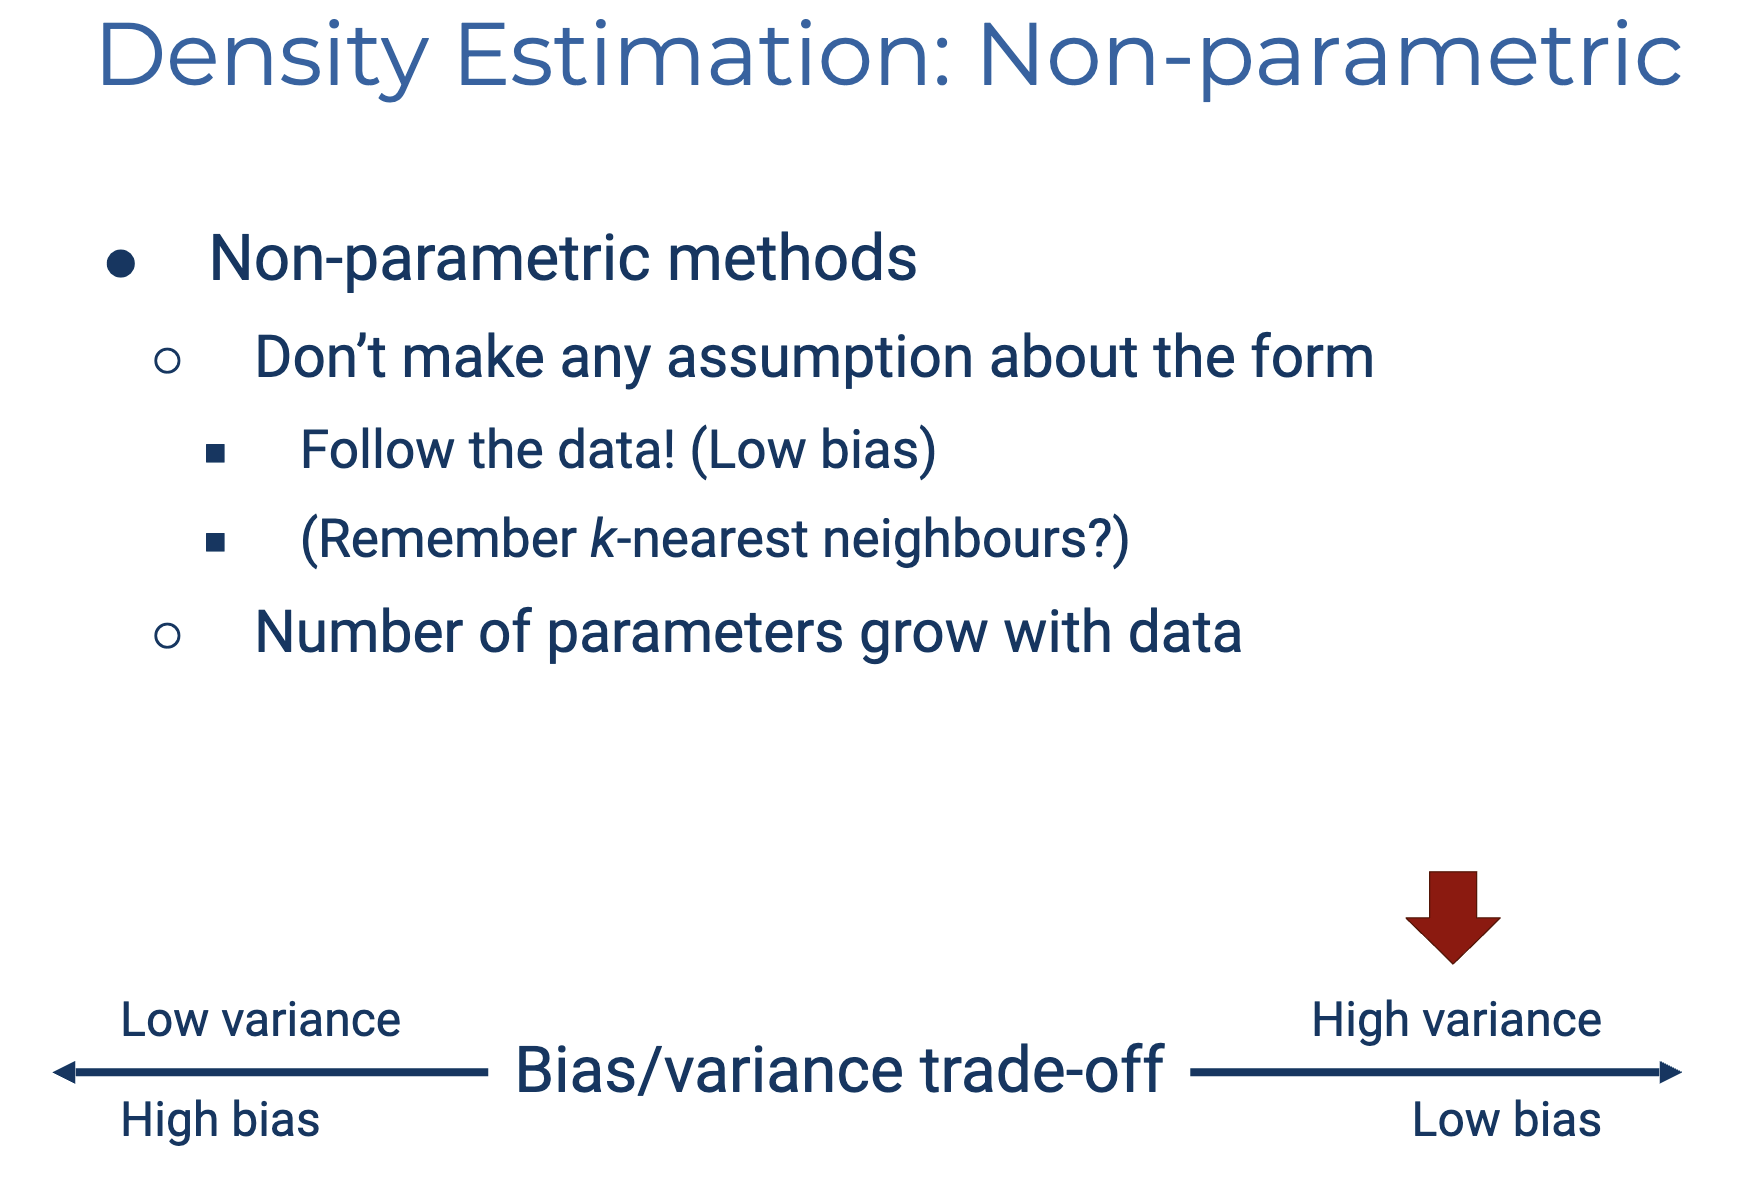 Density Estimation: Non-parametric
● Non-parametric methods
○ Don’t make any assumption about the form
■ Follow the data! (Low bias)
■ (Remember k-nearest neighbours?)
○ Number of parameters grow with data
Low variance
High bias
Bias/variance trade-off
High variance
Low bias